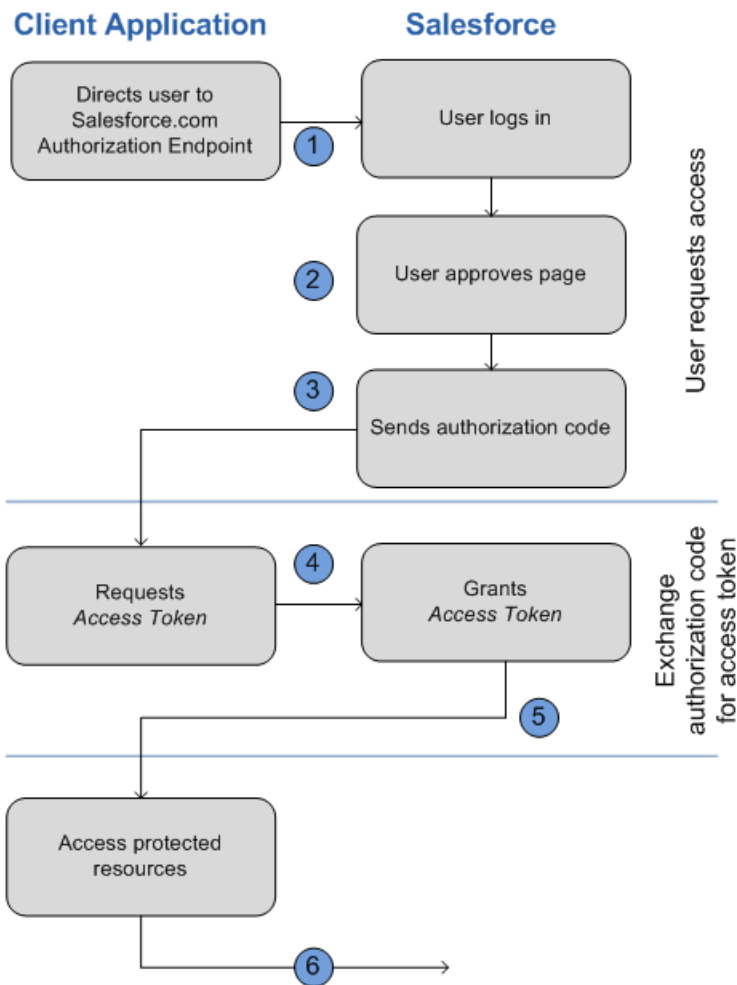 Client Application
Salesforce
Directs user to
Salesforce.com
Authorization Endpoint
1
User logs in
2
User approves page
3
Sends authorization code
User requests access
Requests
Access Token
4
Grants
Access Token
5
Exchange
authorization code
for access token
Access protected
resources
6